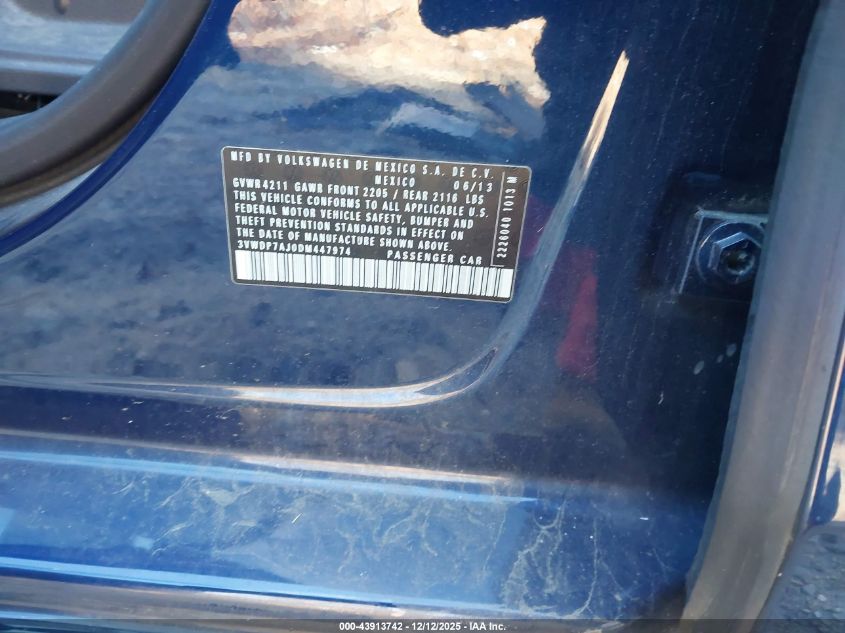 MFD BY VOLKSWAGEN DE MEXICO S.A. DE C.V.
MEXICO 06/13
GVWR4211 GAWR FRONT 2205 / REAR 2116 LBS
THIS VEHICLE CONFORMS TO ALL APPLICABLE U.S.
FEDERAL MOTOR VEHICLE SAFETY, BUMPER AND
THEFT PREVENTION STANDARDS IN EFFECT ON
THE DATE OF MANUFACTURE SHOWN ABOVE.
3VWDP7AJ0DM447974 PASSENGER CAR
2220040 1013 M
000-43913742 - 12/12/2025 - IAA Inc.